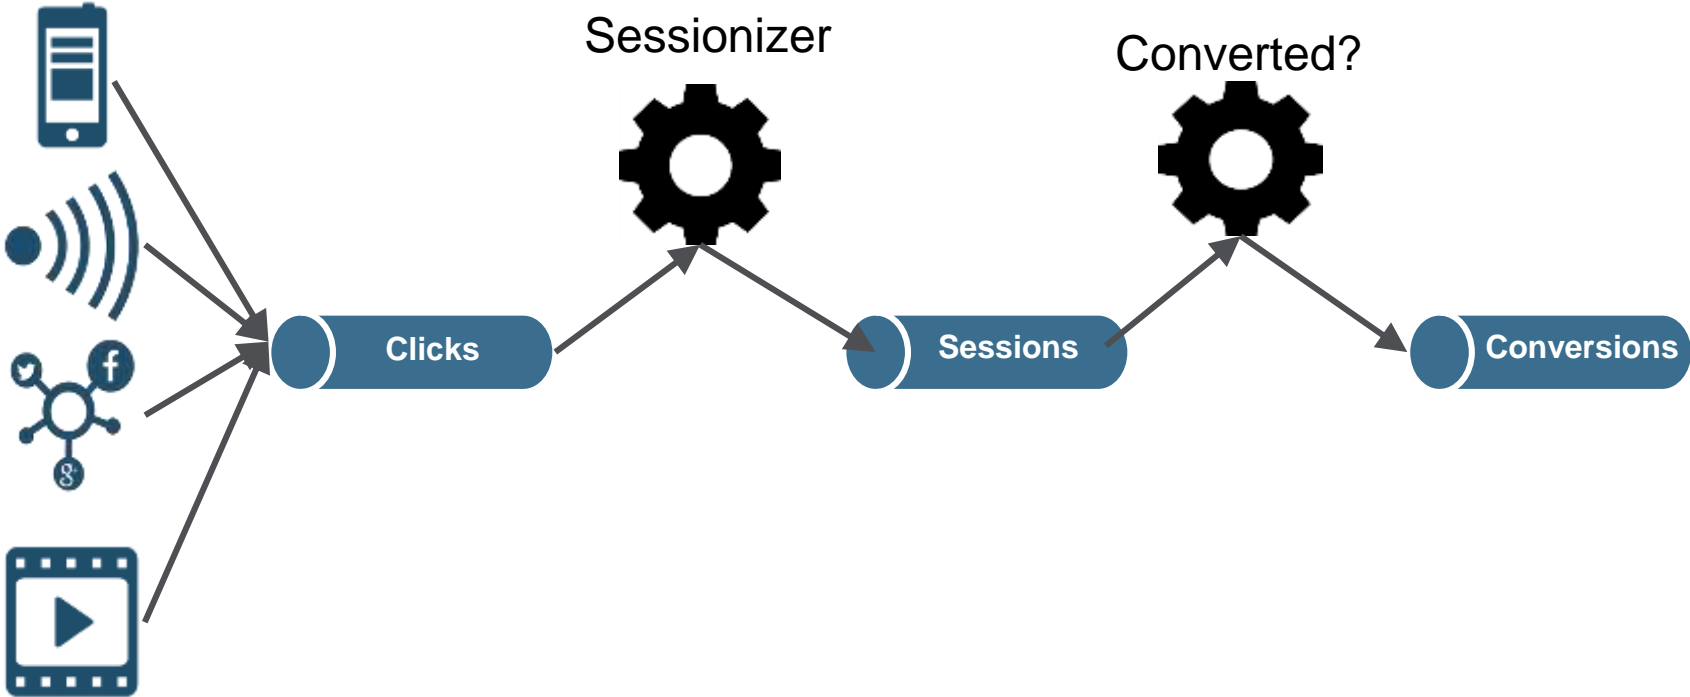 Sessionizer
Converted?
Clicks
Sessions
Conversions
f
g+